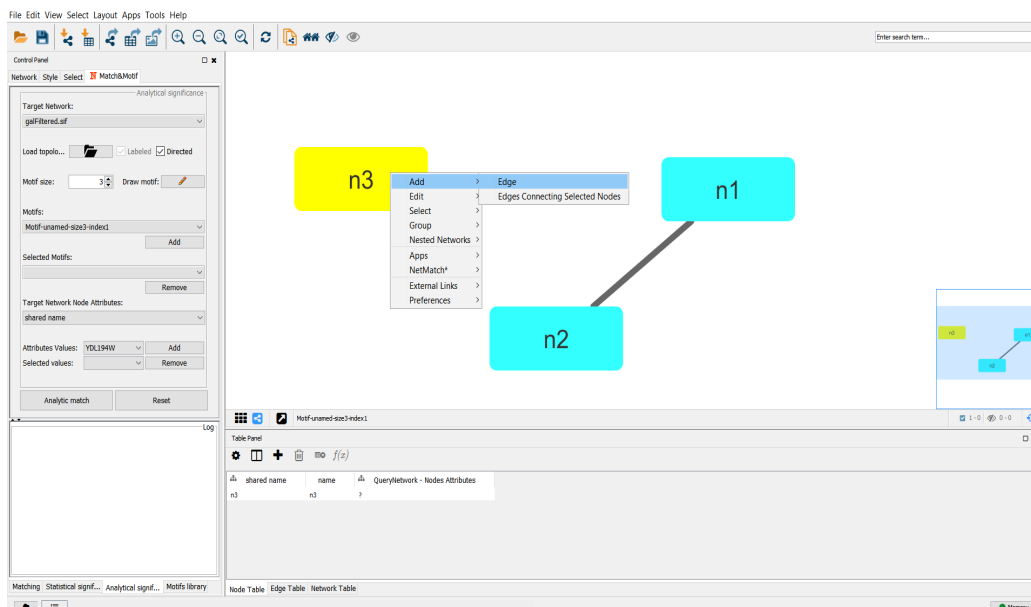 File Edit View Select Layout Apps Tools Help
Enter search term...
Control Panel
Network Style Select Match&Motif
Analytical significance
Target Network:
galFiltered.sif
Load topolo... Labeled Directed
Motif size: 3 Draw motif:
Motifs:
Motif-unamed-size3-index1
Add
Selected Motifs:
Remove
Target Network Node Attributes:
shared name
Attributes Values: YDL194W Add
Selected values: Remove
Analytic match Reset
Log
Matching Statistical signif... Analytical signif... Motifs library
n3
n1
n2
Add
Edit
Select
Group
Nested Networks
Apps
NetMatch*
External Links
Preferences
Edge
Edges Connecting Selected Nodes
n3
n1
n2
Motif-unamed-size3-index1
1 - 0 0 - 0
Table Panel
f(x)
shared name name QueryNetwork - Nodes Attributes
n3 n3 ?
Node Table Edge Table Network Table